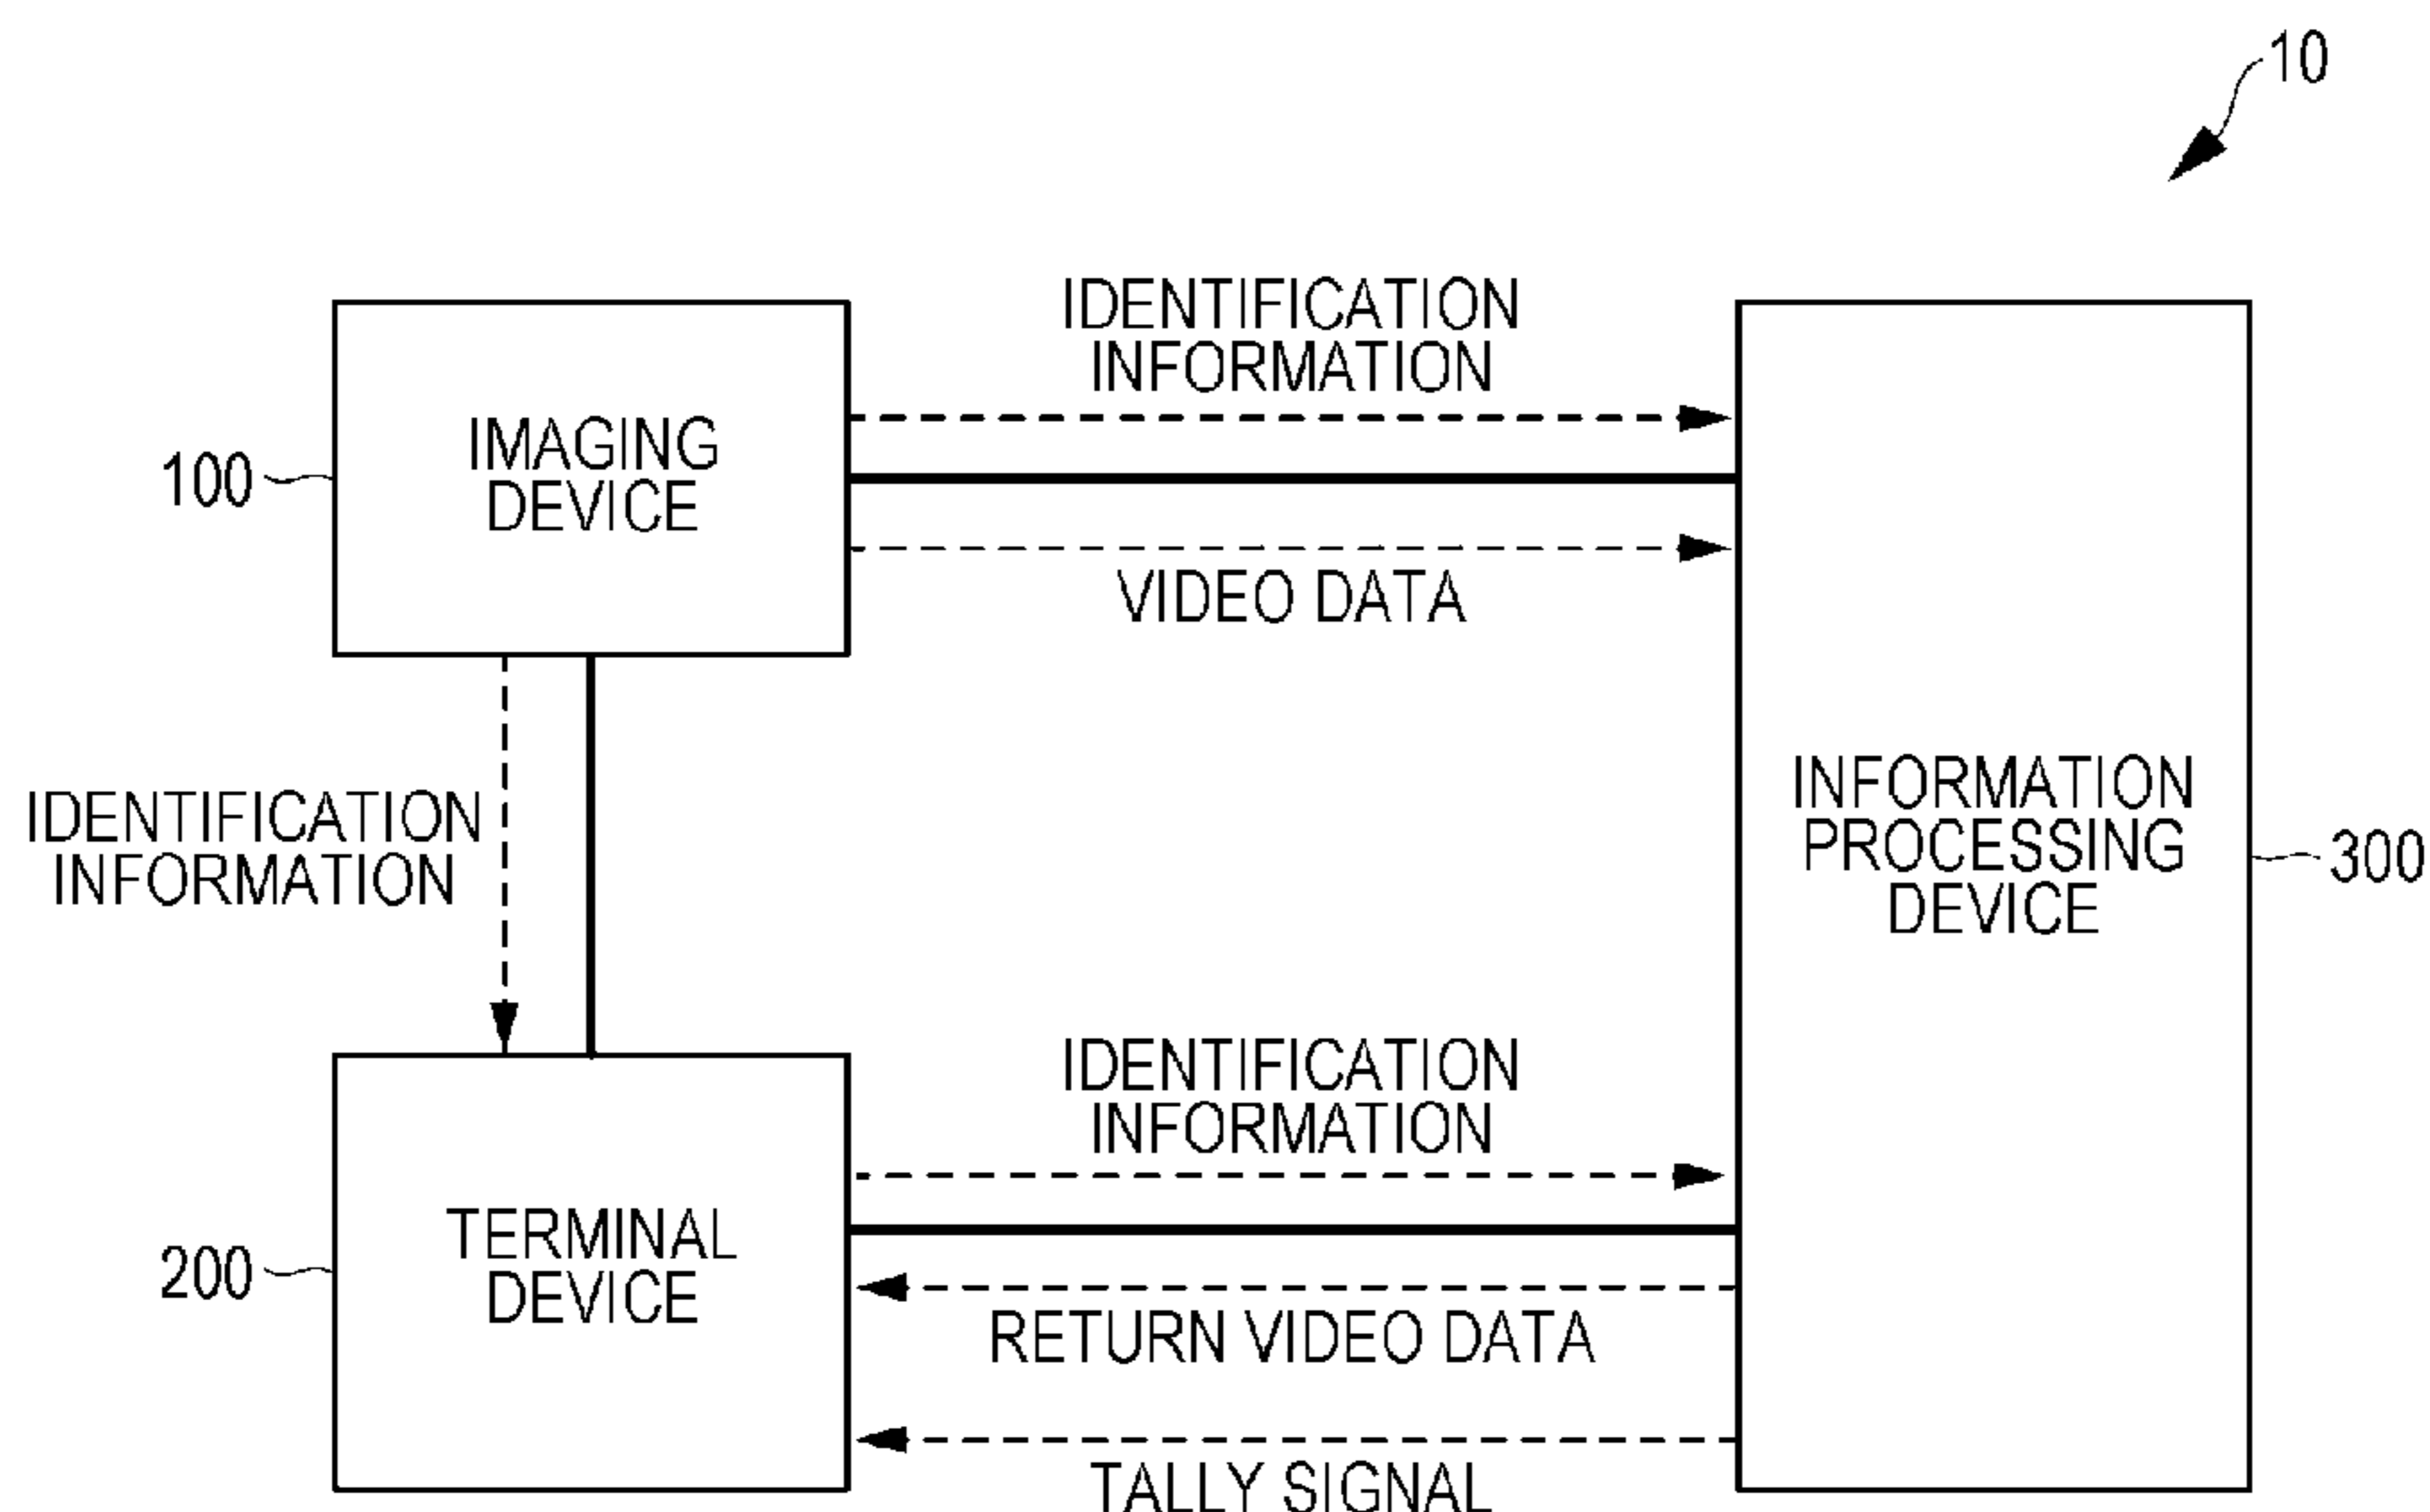 10
IDENTIFICATION
INFORMATION
IMAGING
DEVICE
100
VIDEO DATA
IDENTIFICATION
INFORMATION
INFORMATION
PROCESSING
DEVICE
300
IDENTIFICATION
INFORMATION
TERMINAL
DEVICE
200
RETURN VIDEO DATA
TALLY SIGNAL